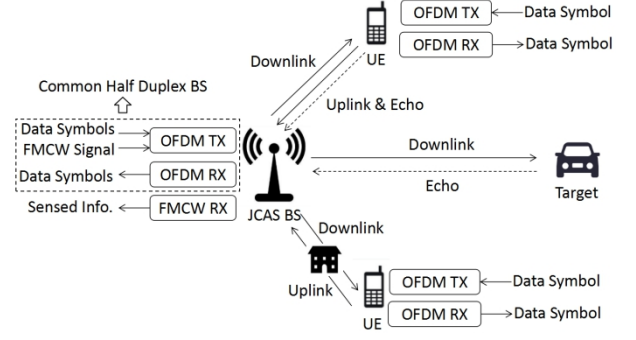 OFDM TX
Data Symbol
OFDM RX
Data Symbol
UE
Downlink
Uplink & Echo
Common Half Duplex BS
Data Symbols
FMCW Signal
OFDM TX
Data Symbols
OFDM RX
Sensed Info.
FMCW RX
JCAS BS
Downlink
Echo
Target
Downlink
Uplink
UE
OFDM TX
Data Symbol
OFDM RX
Data Symbol